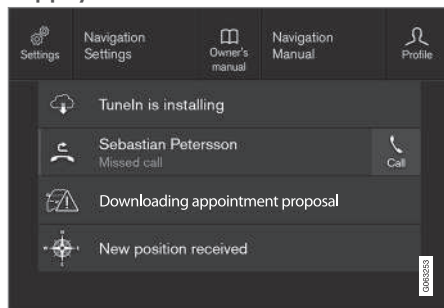 Settings
Navigation
Settings
Owner's
manual
Navigation
Manual
Profile
TuneIn is installing
Sebastian Petersson
Missed call
Call
Downloading appointment proposal
New position received
G063253